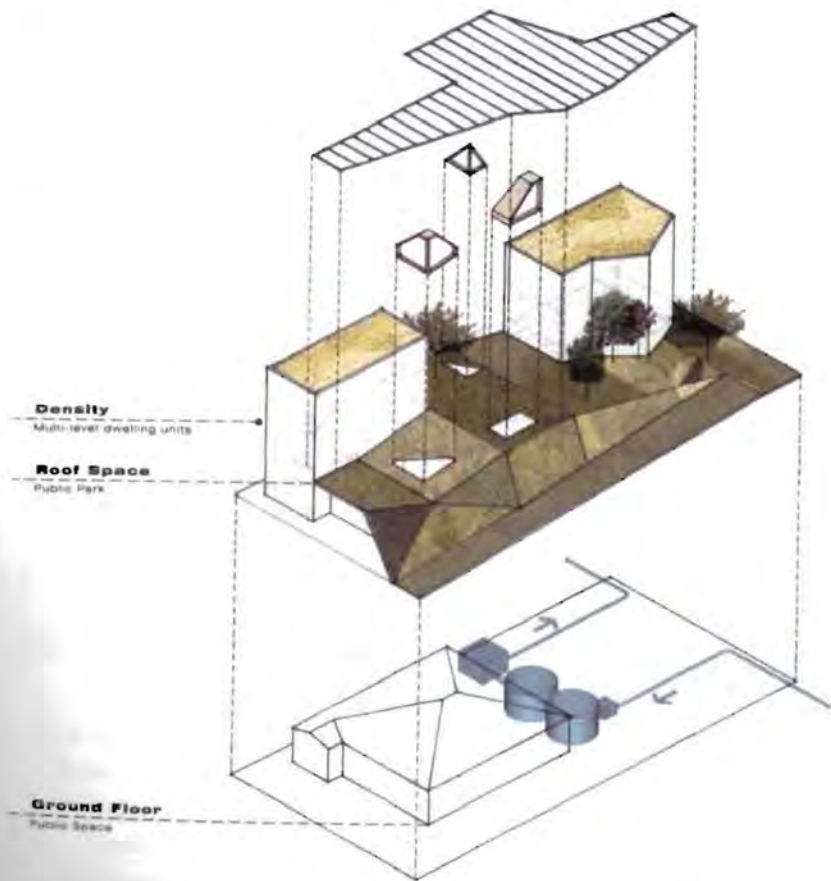 Density
Multi-level dwelling units
Roof Space
Public Park
Ground Floor
Public Space